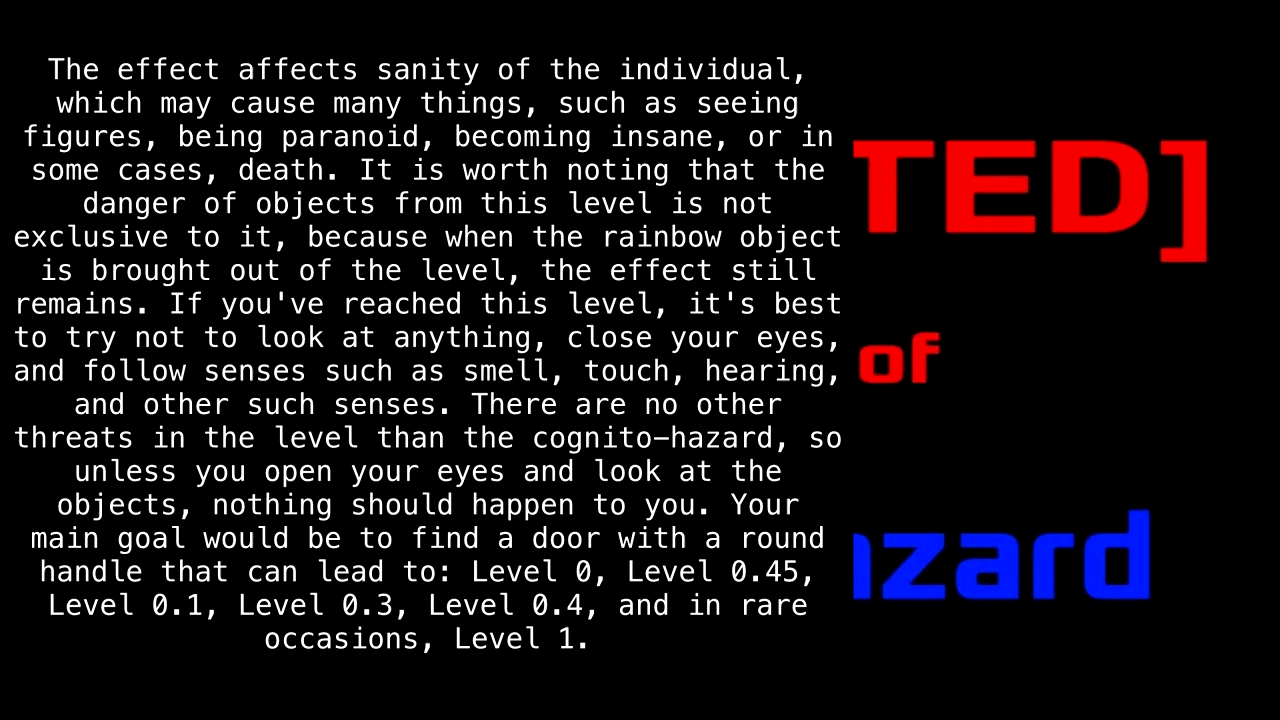 The effect affects sanity of the individual,
which may cause many things, such as seeing
figures, being paranoid, becoming insane, or in
some cases, death. It is worth noting that the
danger of objects from this level is not
exclusive to it, because when the rainbow object
is brought out of the level, the effect still
remains. If you've reached this level, it's best
to try not to look at anything, close your eyes,
and follow senses such as smell, touch, hearing,
and other such senses. There are no other
threats in the level than the cognito-hazard, so
unless you open your eyes and look at the
objects, nothing should happen to you. Your
main goal would be to find a door with a round
handle that can lead to: Level 0, Level 0.45,
Level 0.1, Level 0.3, Level 0.4, and in rare
occasions, Level 1.
TED]
of
zard